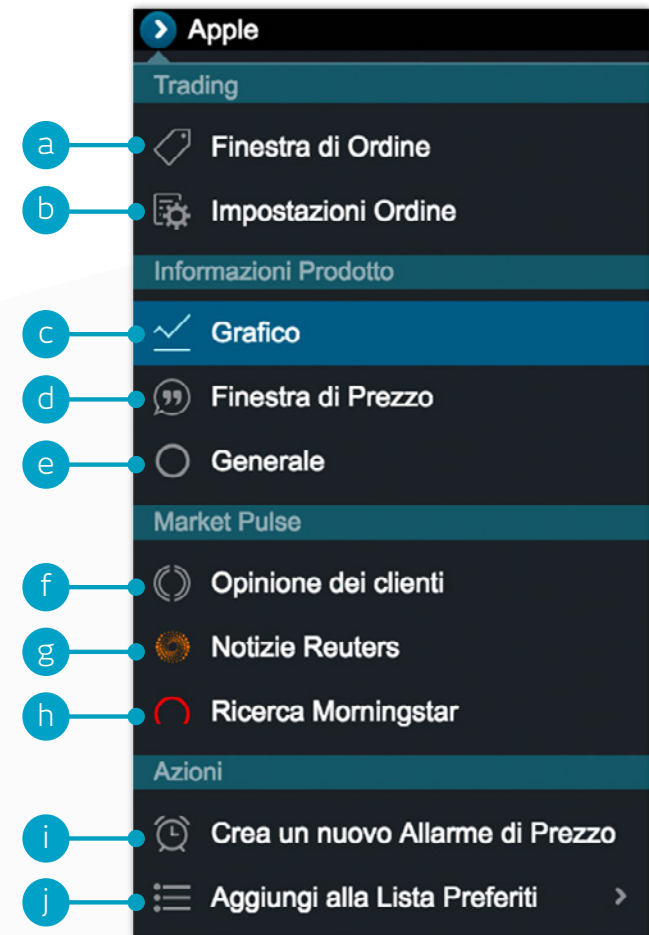 Apple
Trading
a Finestra di Ordine
b Impostazioni Ordine
Informazioni Prodotto
c Grafico
d Finestra di Prezzo
e Generale
Market Pulse
f Opinione dei clienti
g Notizie Reuters
h Ricerca Morningstar
Azioni
i Crea un nuovo Allarme di Prezzo
j Aggiungi alla Lista Preferiti